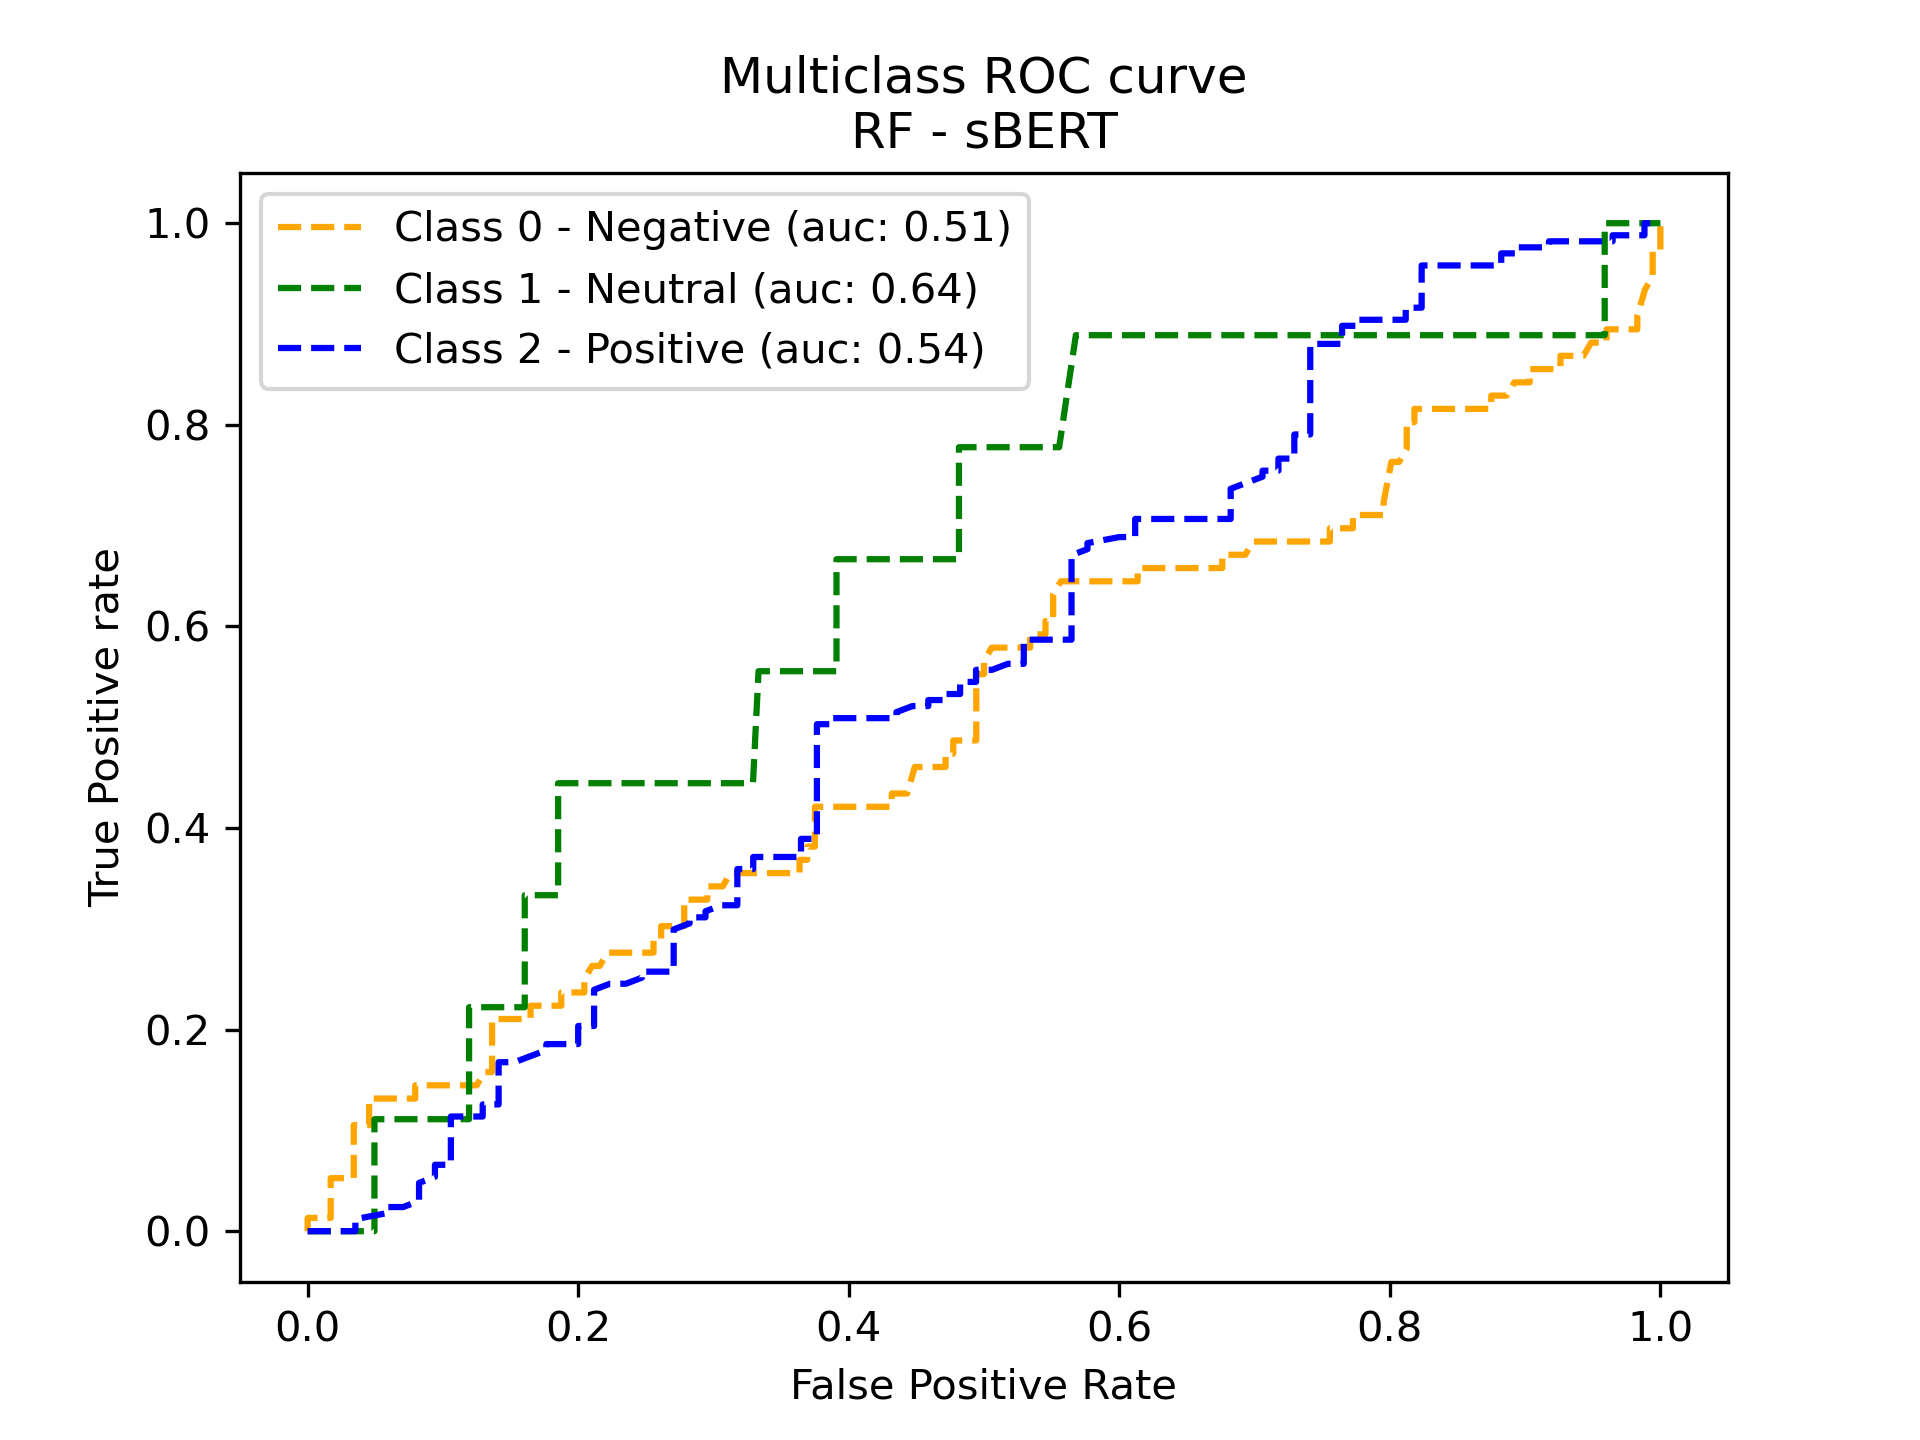 Multiclass ROC curve
RF - sBERT
Class 0 - Negative (auc: 0.51)
Class 1 - Neutral (auc: 0.64)
Class 2 - Positive (auc: 0.54)
True Positive rate
1.0
0.8
0.6
0.4
0.2
0.0
0.0 0.2 0.4 0.6 0.8 1.0
False Positive Rate